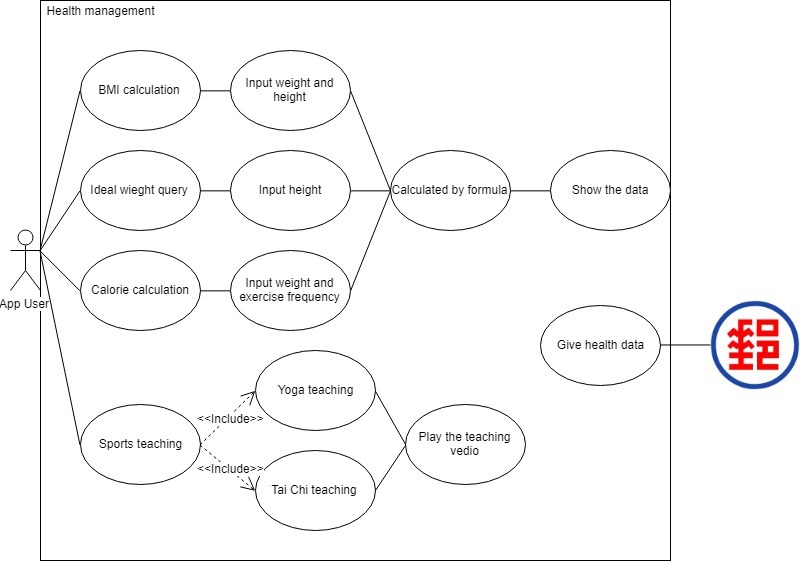 Health management
BMI calculation
Input weight and
height
Ideal wieght query
Input height
Calculated by formula
Show the data
App User
Calorie calculation
Input weight and
exercise frequency
Give health data
郵
Yoga teaching
<<Include>>
Sports teaching
Play the teaching
vedio
<<Include>>
Tai Chi teaching